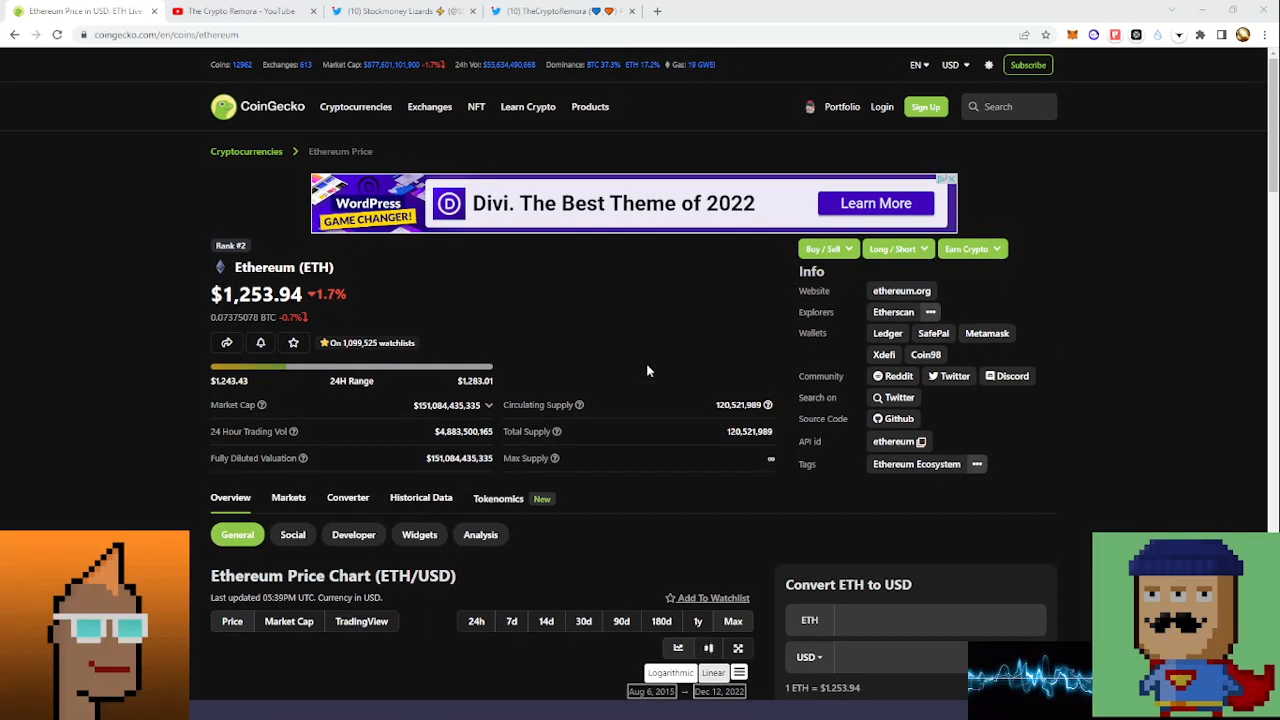 Ethereum Price in USD: ETH Live
The Crypto Remora - YouTube
(10) Stockmoney Lizards
(10) TheCryptoRemora
coingecko.com/en/coins/ethereum
Coins: 12962 Exchanges: 613 Market Cap: $877,601,101,900 -1.7% 24h Vol: $55,634,490,668 Dominance: BTC 37.3% ETH 17.2% Gas: 19 GWEI
EN USD Subscribe
CoinGecko Cryptocurrencies Exchanges NFT Learn Crypto Products Portfolio Login Sign Up Search
Cryptocurrencies > Ethereum Price
WordPress
GAME CHANGER!
D
Divi. The Best Theme of 2022
Learn More
Rank #2
Ethereum (ETH)
$1,253.94 1.7%
0.07375078 BTC -0.7%
On 1,099,525 watchlists
$1,243.43 24H Range $1,283.01
Market Cap $151,084,435,335
24 Hour Trading Vol $4,883,500,165
Fully Diluted Valuation $151,084,435,335
Circulating Supply 120,521,989
Total Supply 120,521,989
Max Supply ∞
Buy / Sell Long / Short Earn Crypto
Info
Website ethereum.org
Explorers Etherscan •••
Wallets Ledger SafePal Metamask
Xdefi Coin98
Community Reddit Twitter Discord
Search on Twitter
Source Code Github
API id ethereum
Tags Ethereum Ecosystem •••
Overview Markets Converter Historical Data Tokenomics New
General Social Developer Widgets Analysis
Ethereum Price Chart (ETH/USD)
Last updated 05:39PM UTC. Currency in USD.
Add To Watchlist
Price Market Cap TradingView
24h 7d 14d 30d 90d 180d 1y Max
Logarithmic Linear
Aug 6, 2015 → Dec 12, 2022
Convert ETH to USD
ETH
USD
1 ETH = $1,253.94